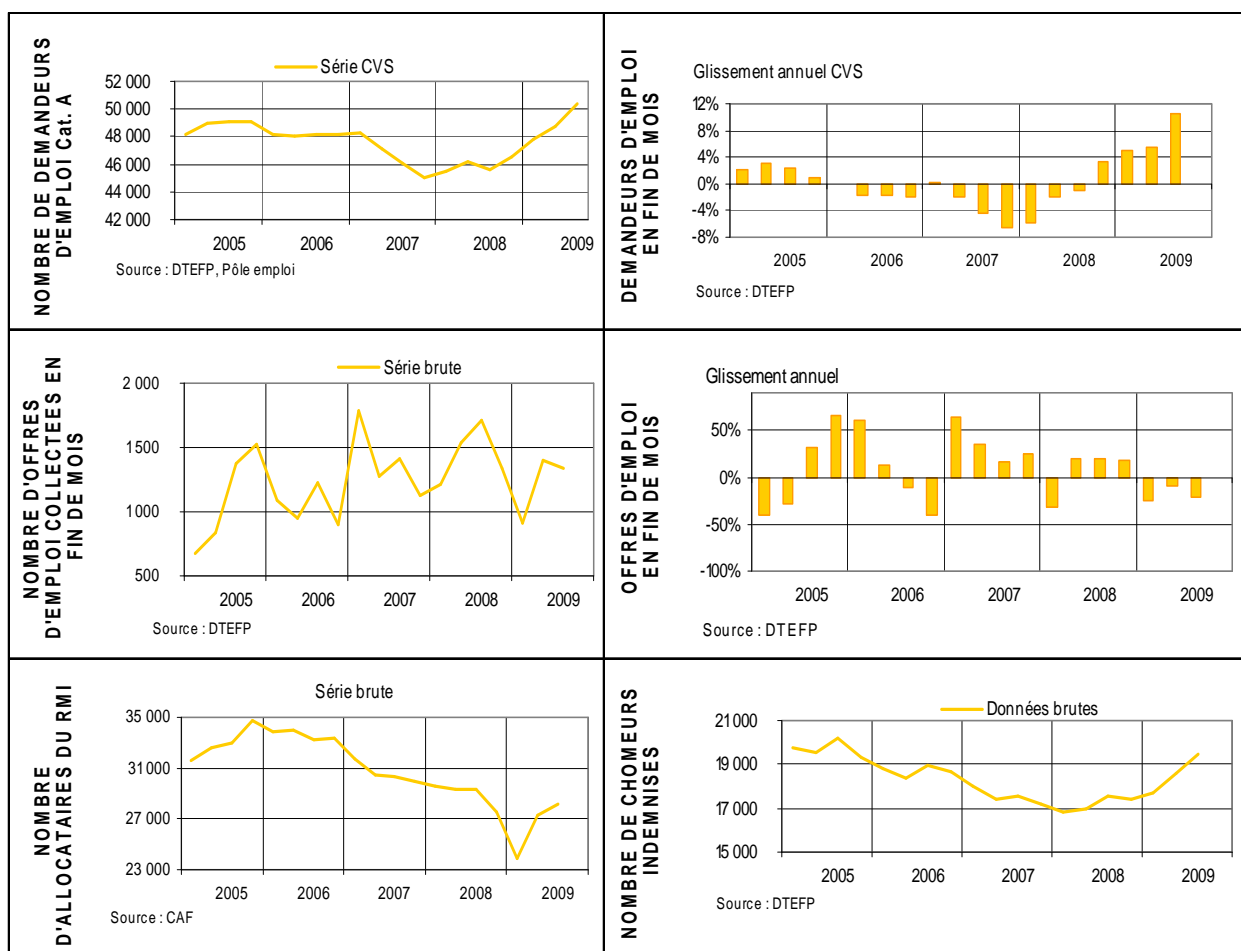 NOMBRE DE DEMANDEURS
D'EMPLOI Cat. A
Série CVS
52 000
50 000
48 000
46 000
44 000
42 000
2005 2006 2007 2008 2009
Source : DTEFP, Pôle emploi
DEMANDEURS D'EMPLOI
EN FIN DE MOIS
Glissement annuel CVS
12%
8%
4%
0%
-4%
-8%
2005 2006 2007 2008 2009
Source : DTEFP
NOMBRE D'OFFRES
D'EMPLOI COLLECTEES EN
FIN DE MOIS
Série brute
2 000
1500
1000
500
2005 2006 2007 2008 2009
Source : DTEFP
OFFRES D'EMPLOI
EN FIN DE MOIS
Glissement annuel
50%
0%
-50%
-100%
2005 2006 2007 2008 2009
Source : DTEFP
NOMBRE
D'ALLOCATAIRES DU RMI
Série brute
35 000
31 000
27 000
23 000
2005 2006 2007 2008 2009
Source : CAF
NOMBRE DE CHOMEURS
INDEMNISES
Données brutes
21 000
19 000
17 000
15 000
2005 2006 2007 2008 2009
Source : DTEFP